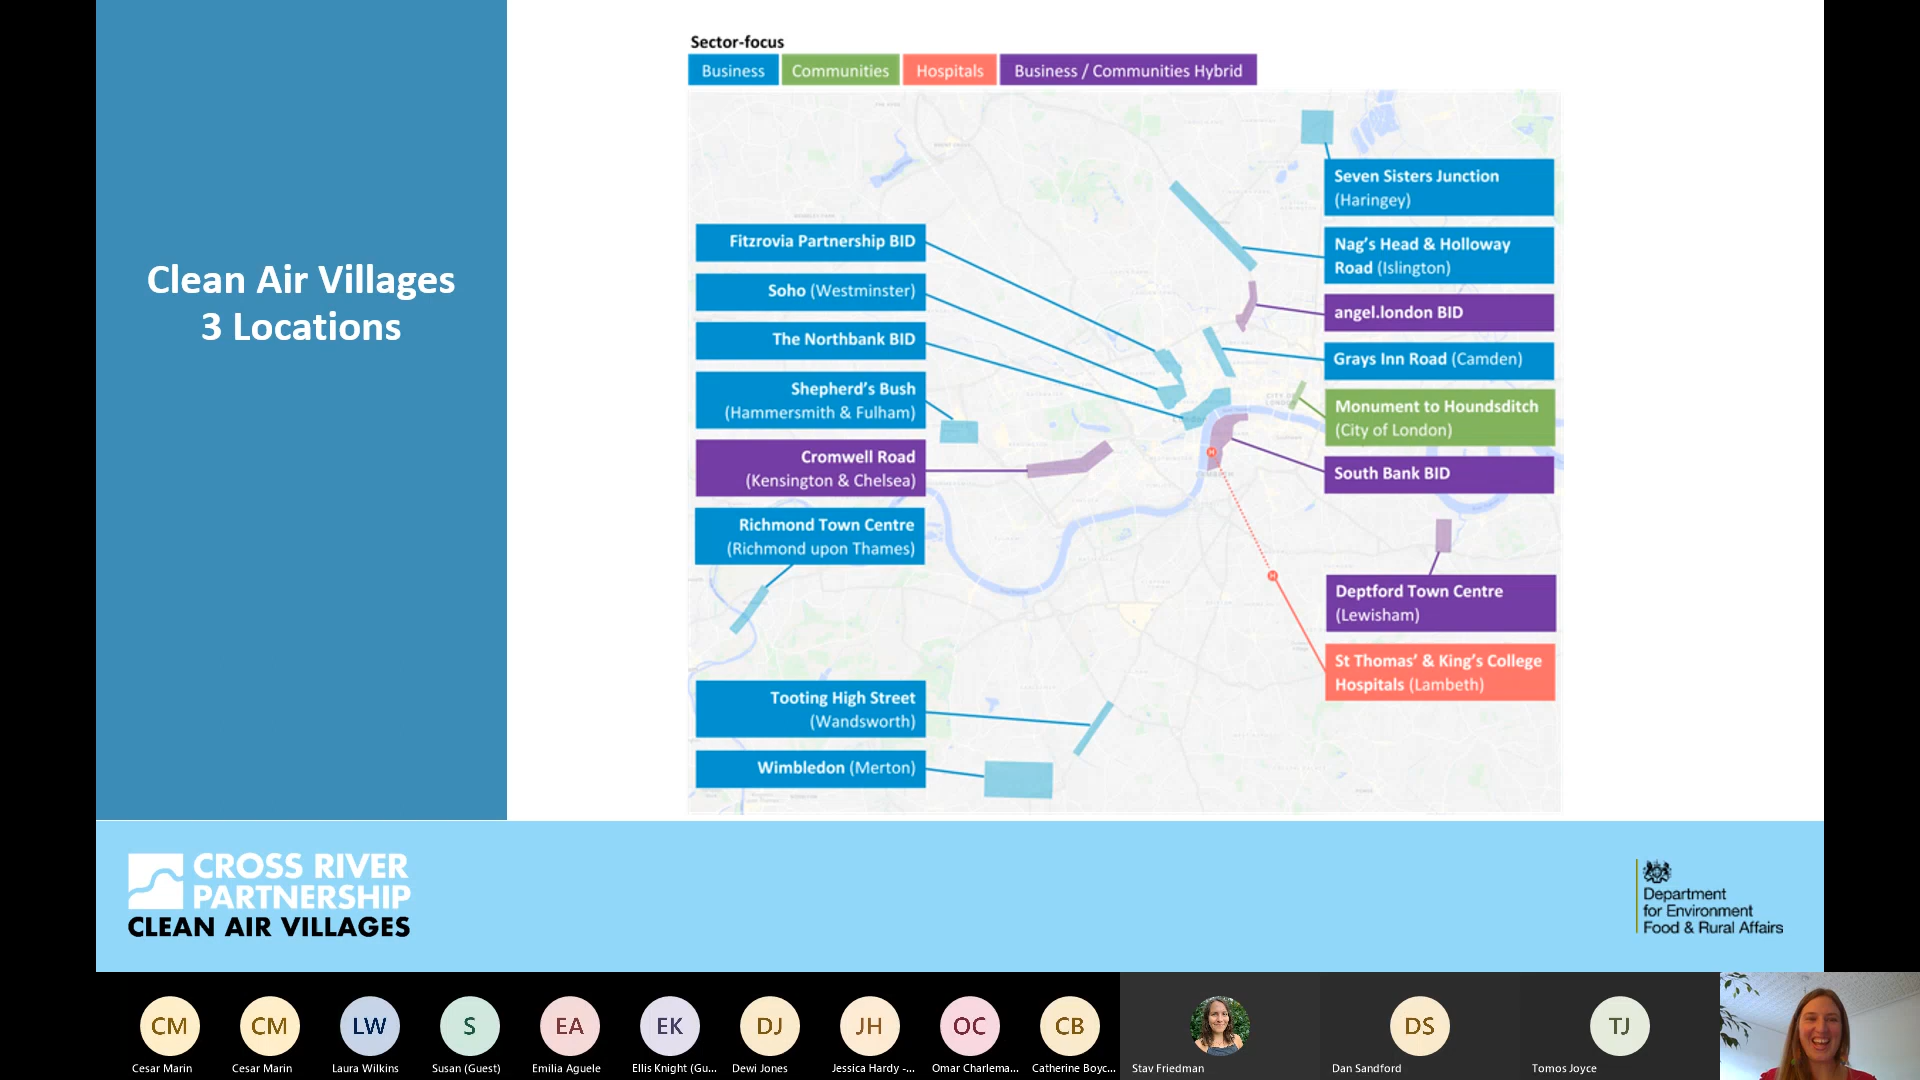 Sector-focus
Business
Communities
Hospitals
Business / Communities Hybrid
Clean Air Villages
3 Locations
Fitzrovia Partnership BID
Soho (Westminster)
The Northbank BID
Shepherd's Bush
(Hammersmith & Fulham)
Cromwell Road
(Kensington & Chelsea)
Richmond Town Centre
(Richmond upon Thames)
Tooting High Street
(Wandsworth)
Wimbledon (Merton)
Seven Sisters Junction
(Haringey)
Nag's Head & Holloway
Road (Islington)
angel.london BID
Grays Inn Road (Camden)
Monument to Houndsditch
(City of London)
South Bank BID
Deptford Town Centre
(Lewisham)
St Thomas' & King's College
Hospitals (Lambeth)
CITY OF
LONDON
H
H
CROSS RIVER
PARTNERSHIP
CLEAN AIR VILLAGES
Department
for Environment
Food & Rural Affairs
CM
CM
LW
S
EA
EK
DJ
JH
OC
CB
DS
TJ
Cesar Marin
Cesar Marin
Laura Wilkins
Susan (Guest)
Emilia Aguele
Ellis Knight (Gu...
Dewi Jones
Jessica Hardy -...
Omar Charlema...
Catherine Boyc...
Stav Friedman
Dan Sandford
Tomos Joyce